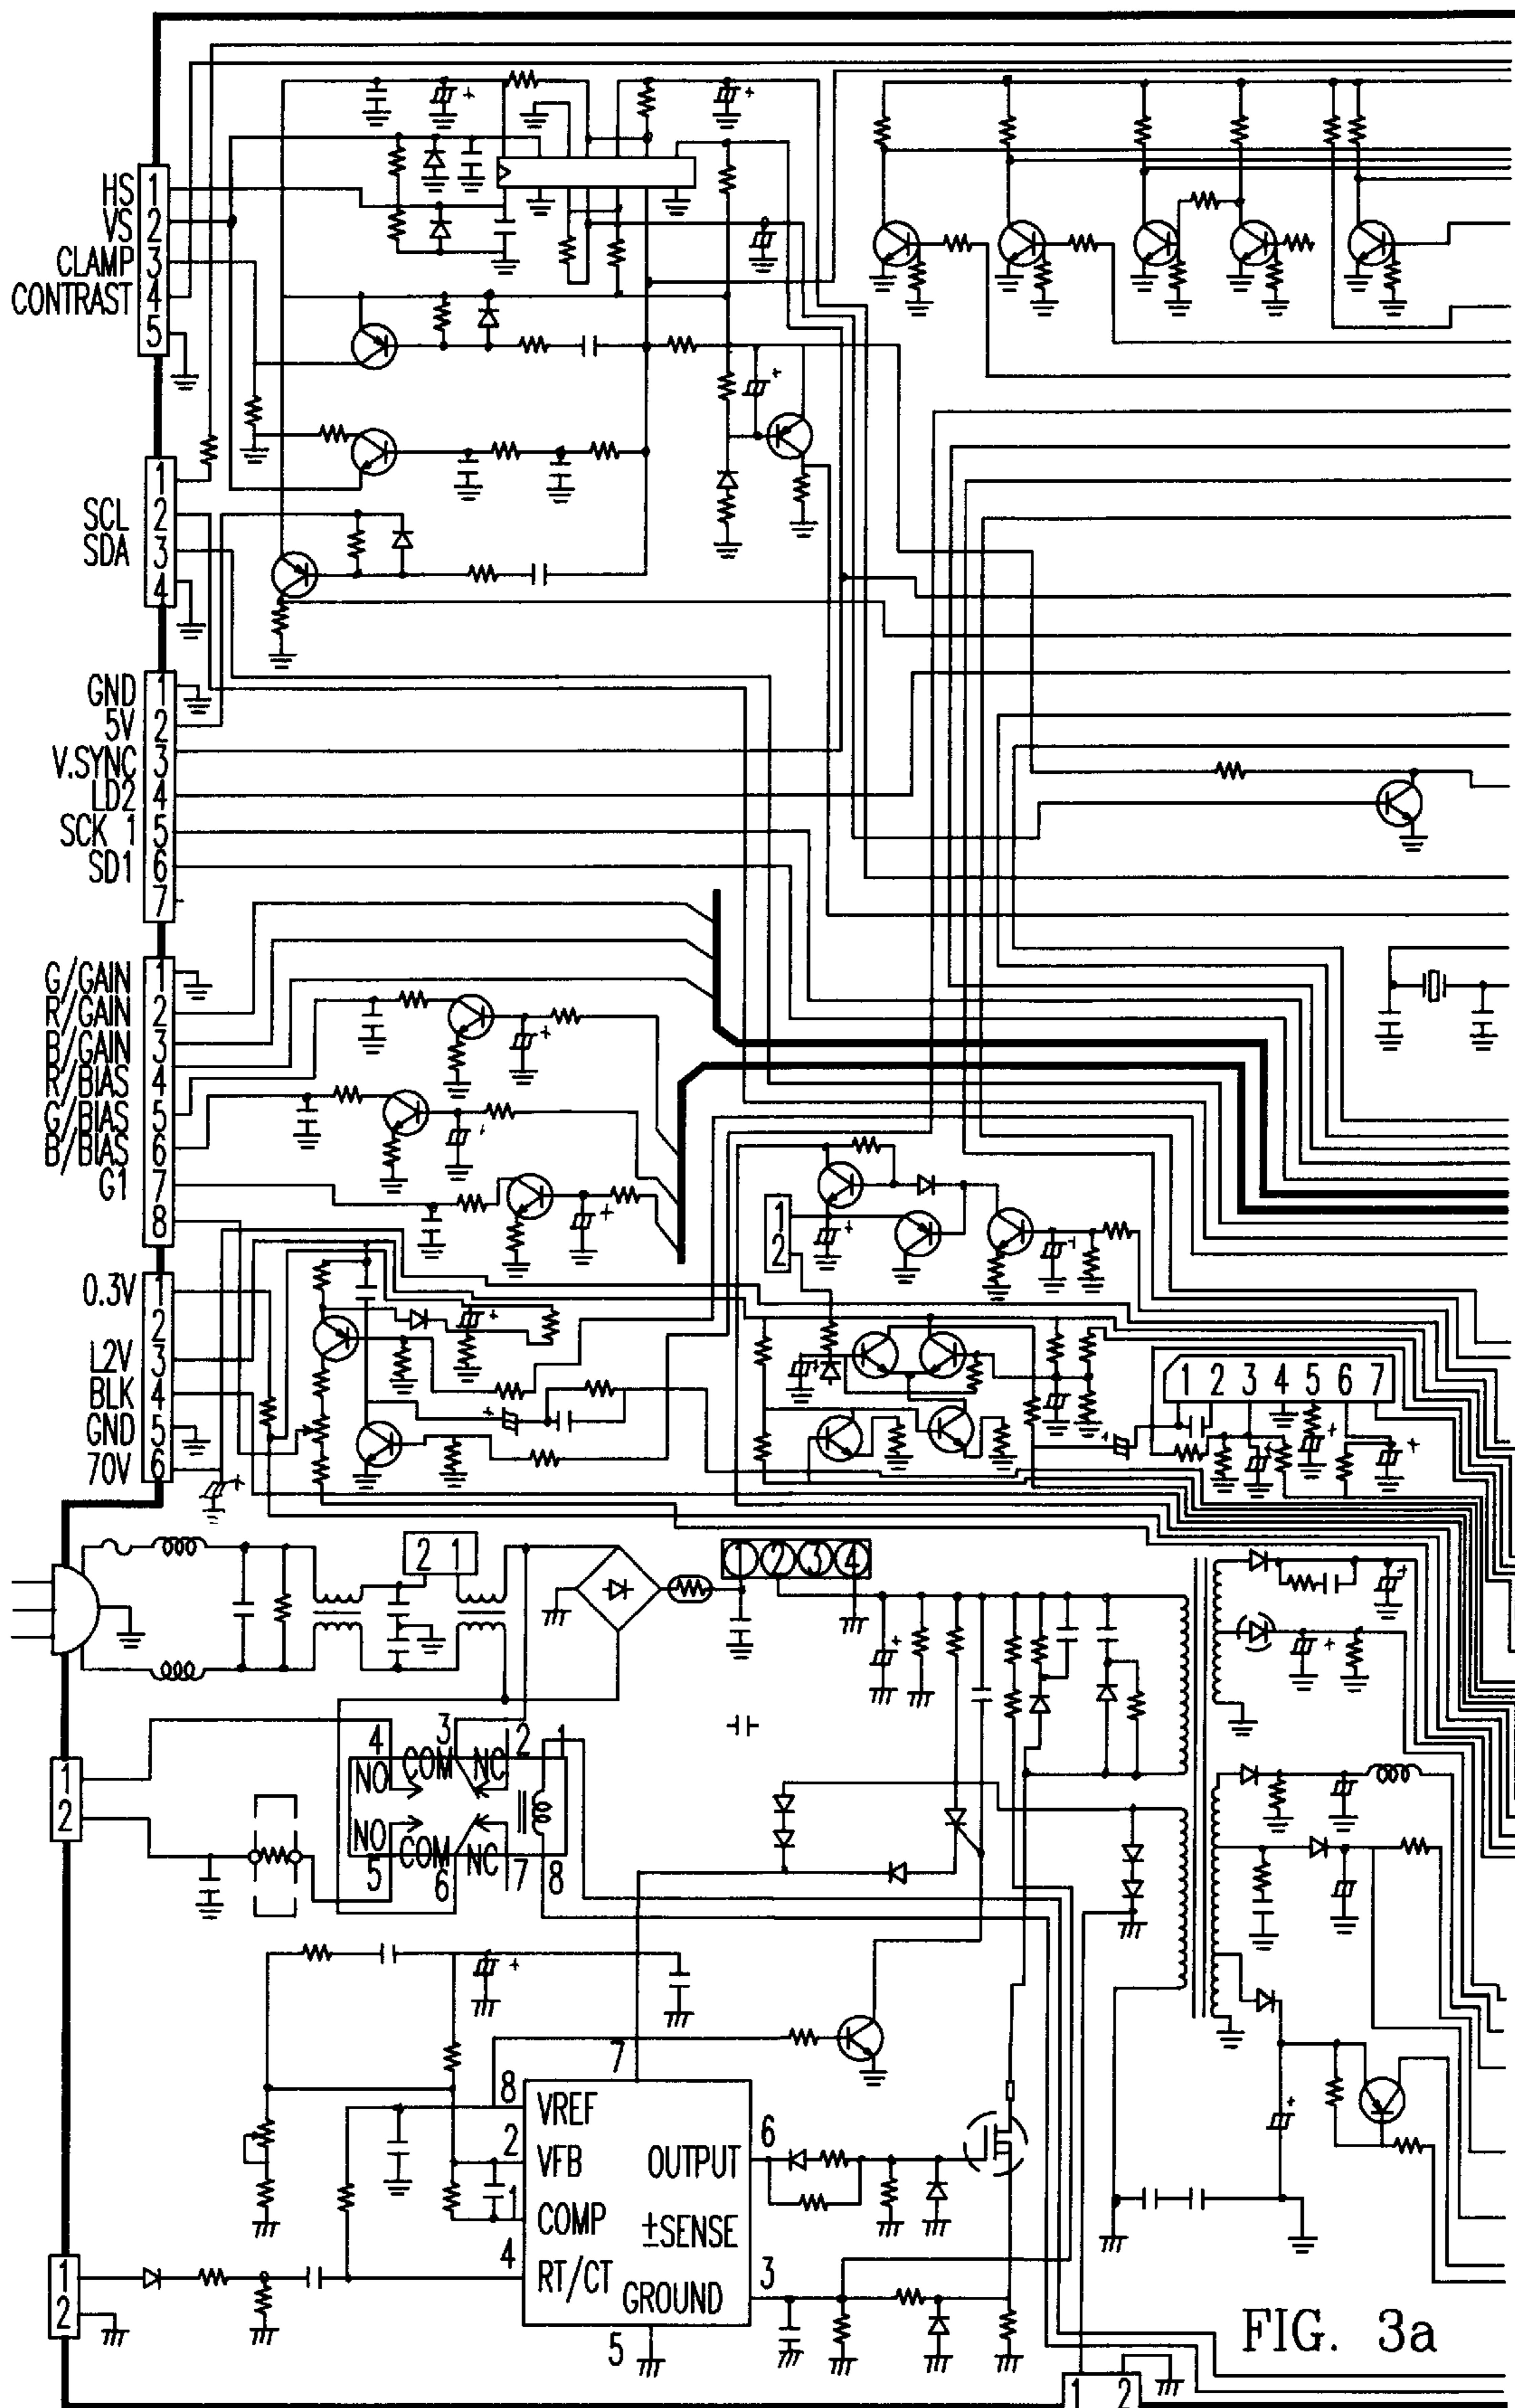 HS 1
VS 2
CLAMP 3
CONTRAST 4
5
1
SCL 2
SDA 3
4
GND 1
5V 2
V.SYNC 3
LD2 4
SCK 1 5
SD1 6
7
G/GAIN 1
R/GAIN 2
B/GAIN 3
R/BIAS 4
G/BIAS 5
B/BIAS 6
G1 7
8
1
2
0.3V 1
2
L2V 3
BLK 4
GND 5
70V 6
1 2 3 4 5 6 7
2 1
1 2 3 4
4 3 2 1
NO COM NC
NO COM NC
5 6 7 8
1
2
7
8 VREF
2 VFB
OUTPUT 6
1 COMP
±SENSE
4 RT/CT
GROUND 3
5
1
2
FIG. 3a
1 2